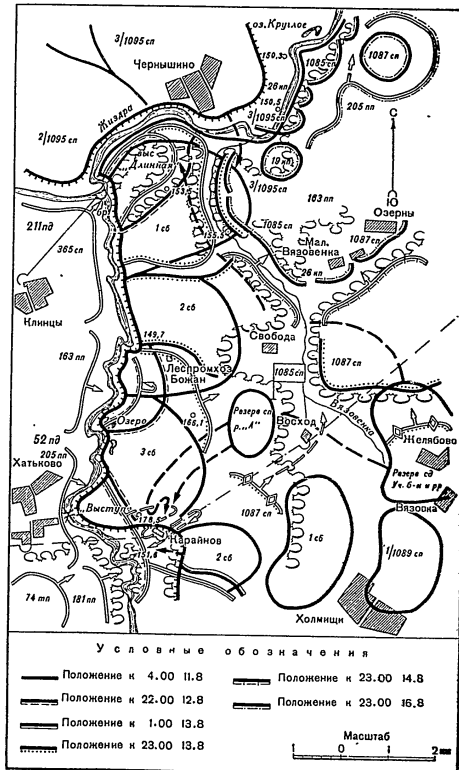 3/1095 сп
оз. Круглое
150,3
1085 сп
1087 сп
Чернышино
26 пп
205 пп
150,5
3/1095 сп
Жиздра
2/1095 сп
19 пп
С
выс. Длинная
153,5
3/1095 сп
бр.
163 пп
Ю
Озерны
211 пд
1 сб
155,5
1085 сп
1087 сп
365 сп
Мал. Вязовенка
26 пп
2 сб
Клинцы
149,7
Свобода
163 пп
Леспромхоз
Божан
1087 сп
1085 сп
Резерв сп
р. „А"
Вязовенка
Озеро
166,1
Восход
52 пд
3 сб
Желябово
Хатьково
205 пп
Резерв сд
Уч. б-н и рр
Выступ
1087 сп
Вязовка
178,5
Карайнов
1 сб
151,6
2 сб
1/1089 сп
74 тп
181 пп
Холмищи
Условные обозначения
Положение к 4.00 11.8
Положение к 23.00 14.8
Положение к 22.00 12.8
Положение к 23.00 16.8
Положение к 1.00 13.8
Положение к 23.00 13.8
Масштаб
1 0 1 2 км